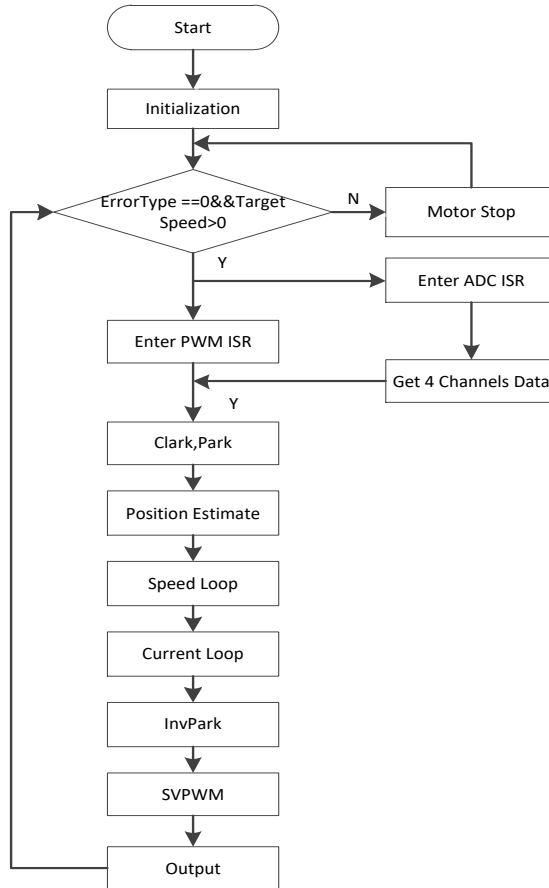 Start
Initialization
ErrorType ==0&&Target
Speed>0
N
Motor Stop
Y
Enter ADC ISR
Enter PWM ISR
Get 4 Channels Data
Y
Clark,Park
Position Estimate
Speed Loop
Current Loop
InvPark
SVPWM
Output